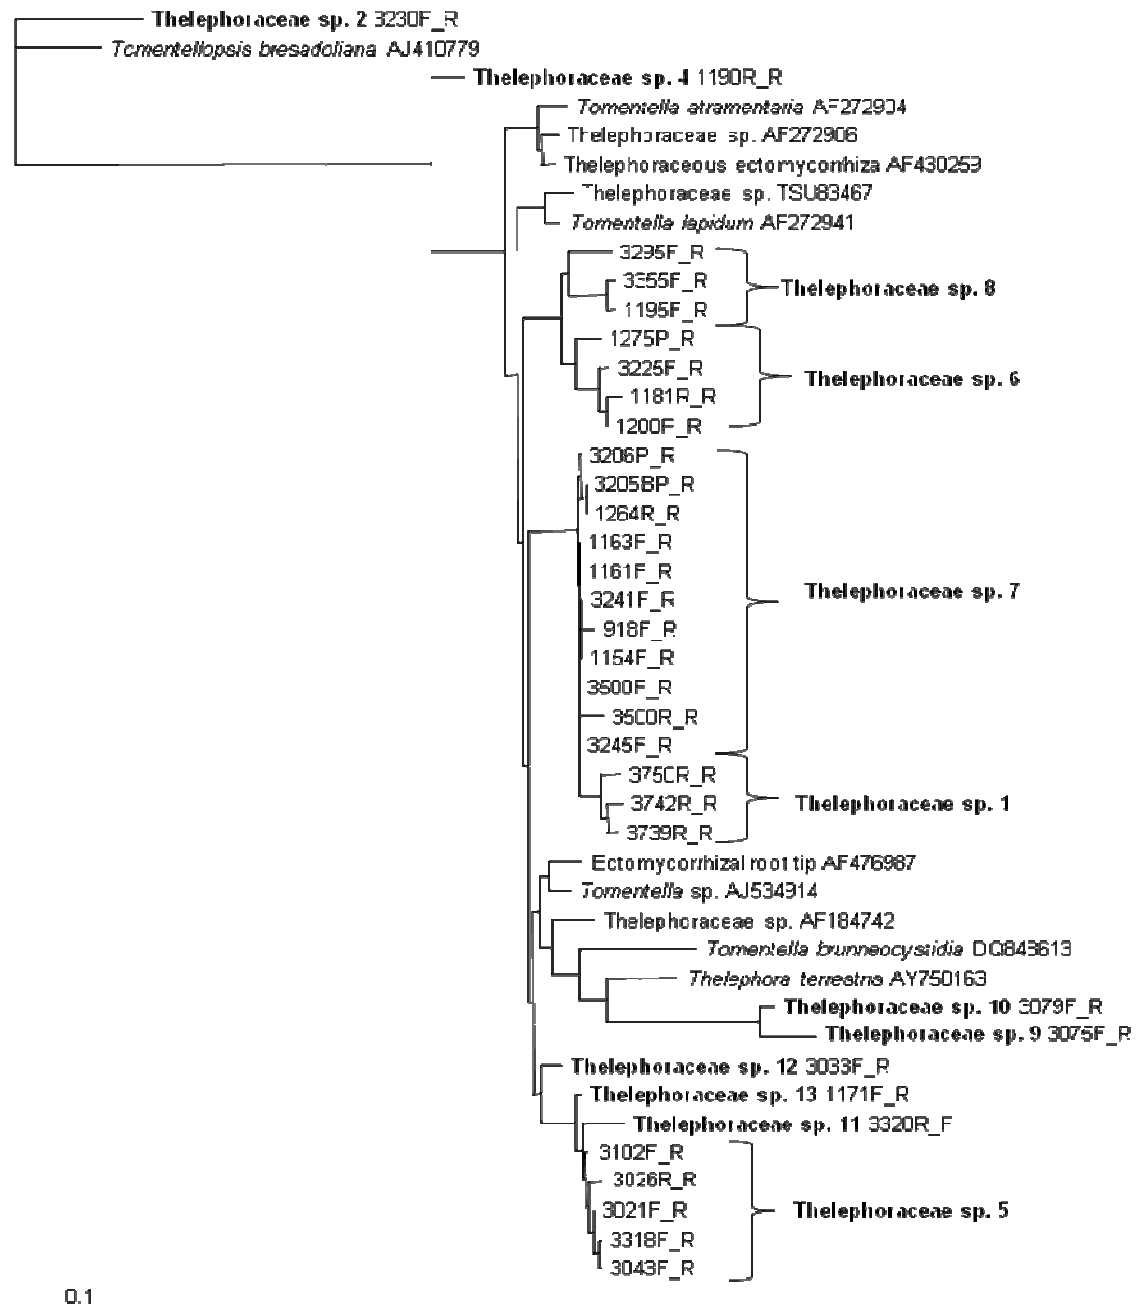 Thelephoraceae sp. 2 3230F_R
Tomentellopsis bresadoliana AJ410779
Thelephoraceae sp. 4 1190R_R
Tomentella atramentaria AF272904
Thelephoraceae sp. AF272906
Thelephoraceous ectomycorrhiza AF430259
Thelephoraceae sp. TSU83467
Tomentella lapidum AF272941
3295F_R
3355F_R
Thelephoraceae sp. 8
1195F_R
1275P_R
3225F_R
Thelephoraceae sp. 6
1181R_R
1200F_R
3206P_R
3205BP_R
1264R_R
1163F_R
1161F_R
Thelephoraceae sp. 7
3241F_R
918F_R
1154F_R
3500F_R
3500R_R
3245F_R
3750R_R
3742R_R Thelephoraceae sp. 1
3739R_R
Ectomycorrhizal root tip AF476987
Tomentella sp. AJ534914
Thelephoraceae sp. AF184742
Tomentella brunneocystidia DQ848613
Thelephora terrestris AY750163
Thelephoraceae sp. 10 3079F_R
Thelephoraceae sp. 9 3075F_R
Thelephoraceae sp. 12 3033F_R
Thelephoraceae sp. 13 1171F_R
Thelephoraceae sp. 11 3320R_F
3102F_R
3026R_R
3021F_R Thelephoraceae sp. 5
3318F_R
3043F_R
0.1